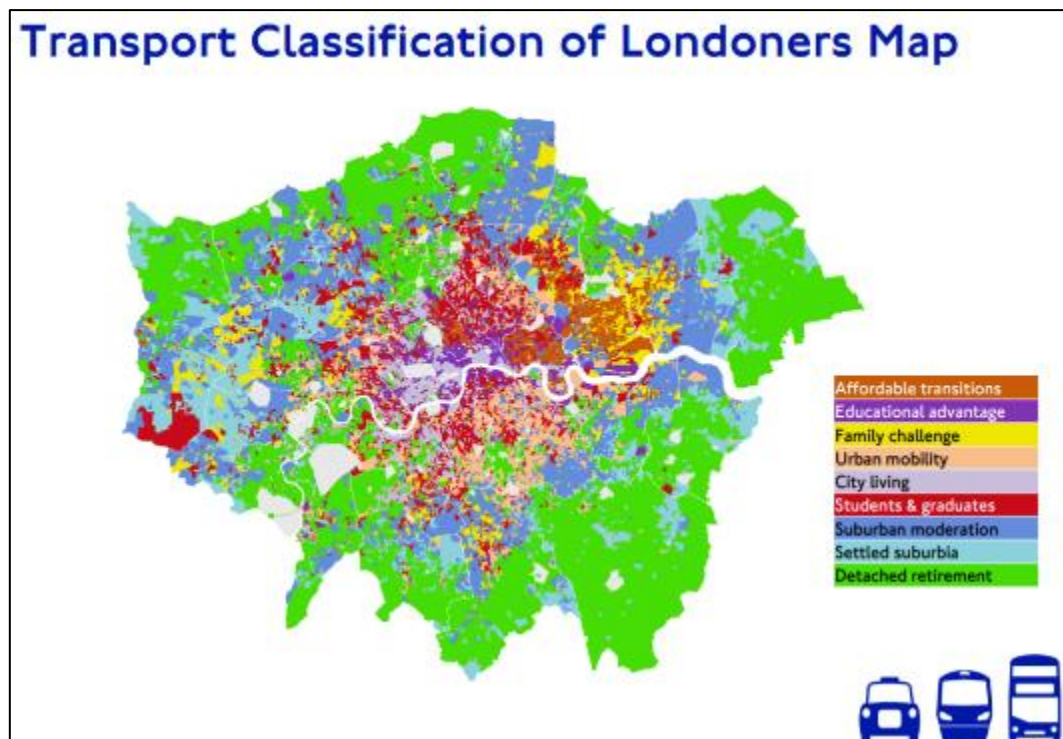 Transport Classification of Londoners Map
Affordable transitions
Educational advantage
Family challenge
Urban mobility
City living
Students & graduates
Suburban moderation
Settled suburbia
Detached retirement